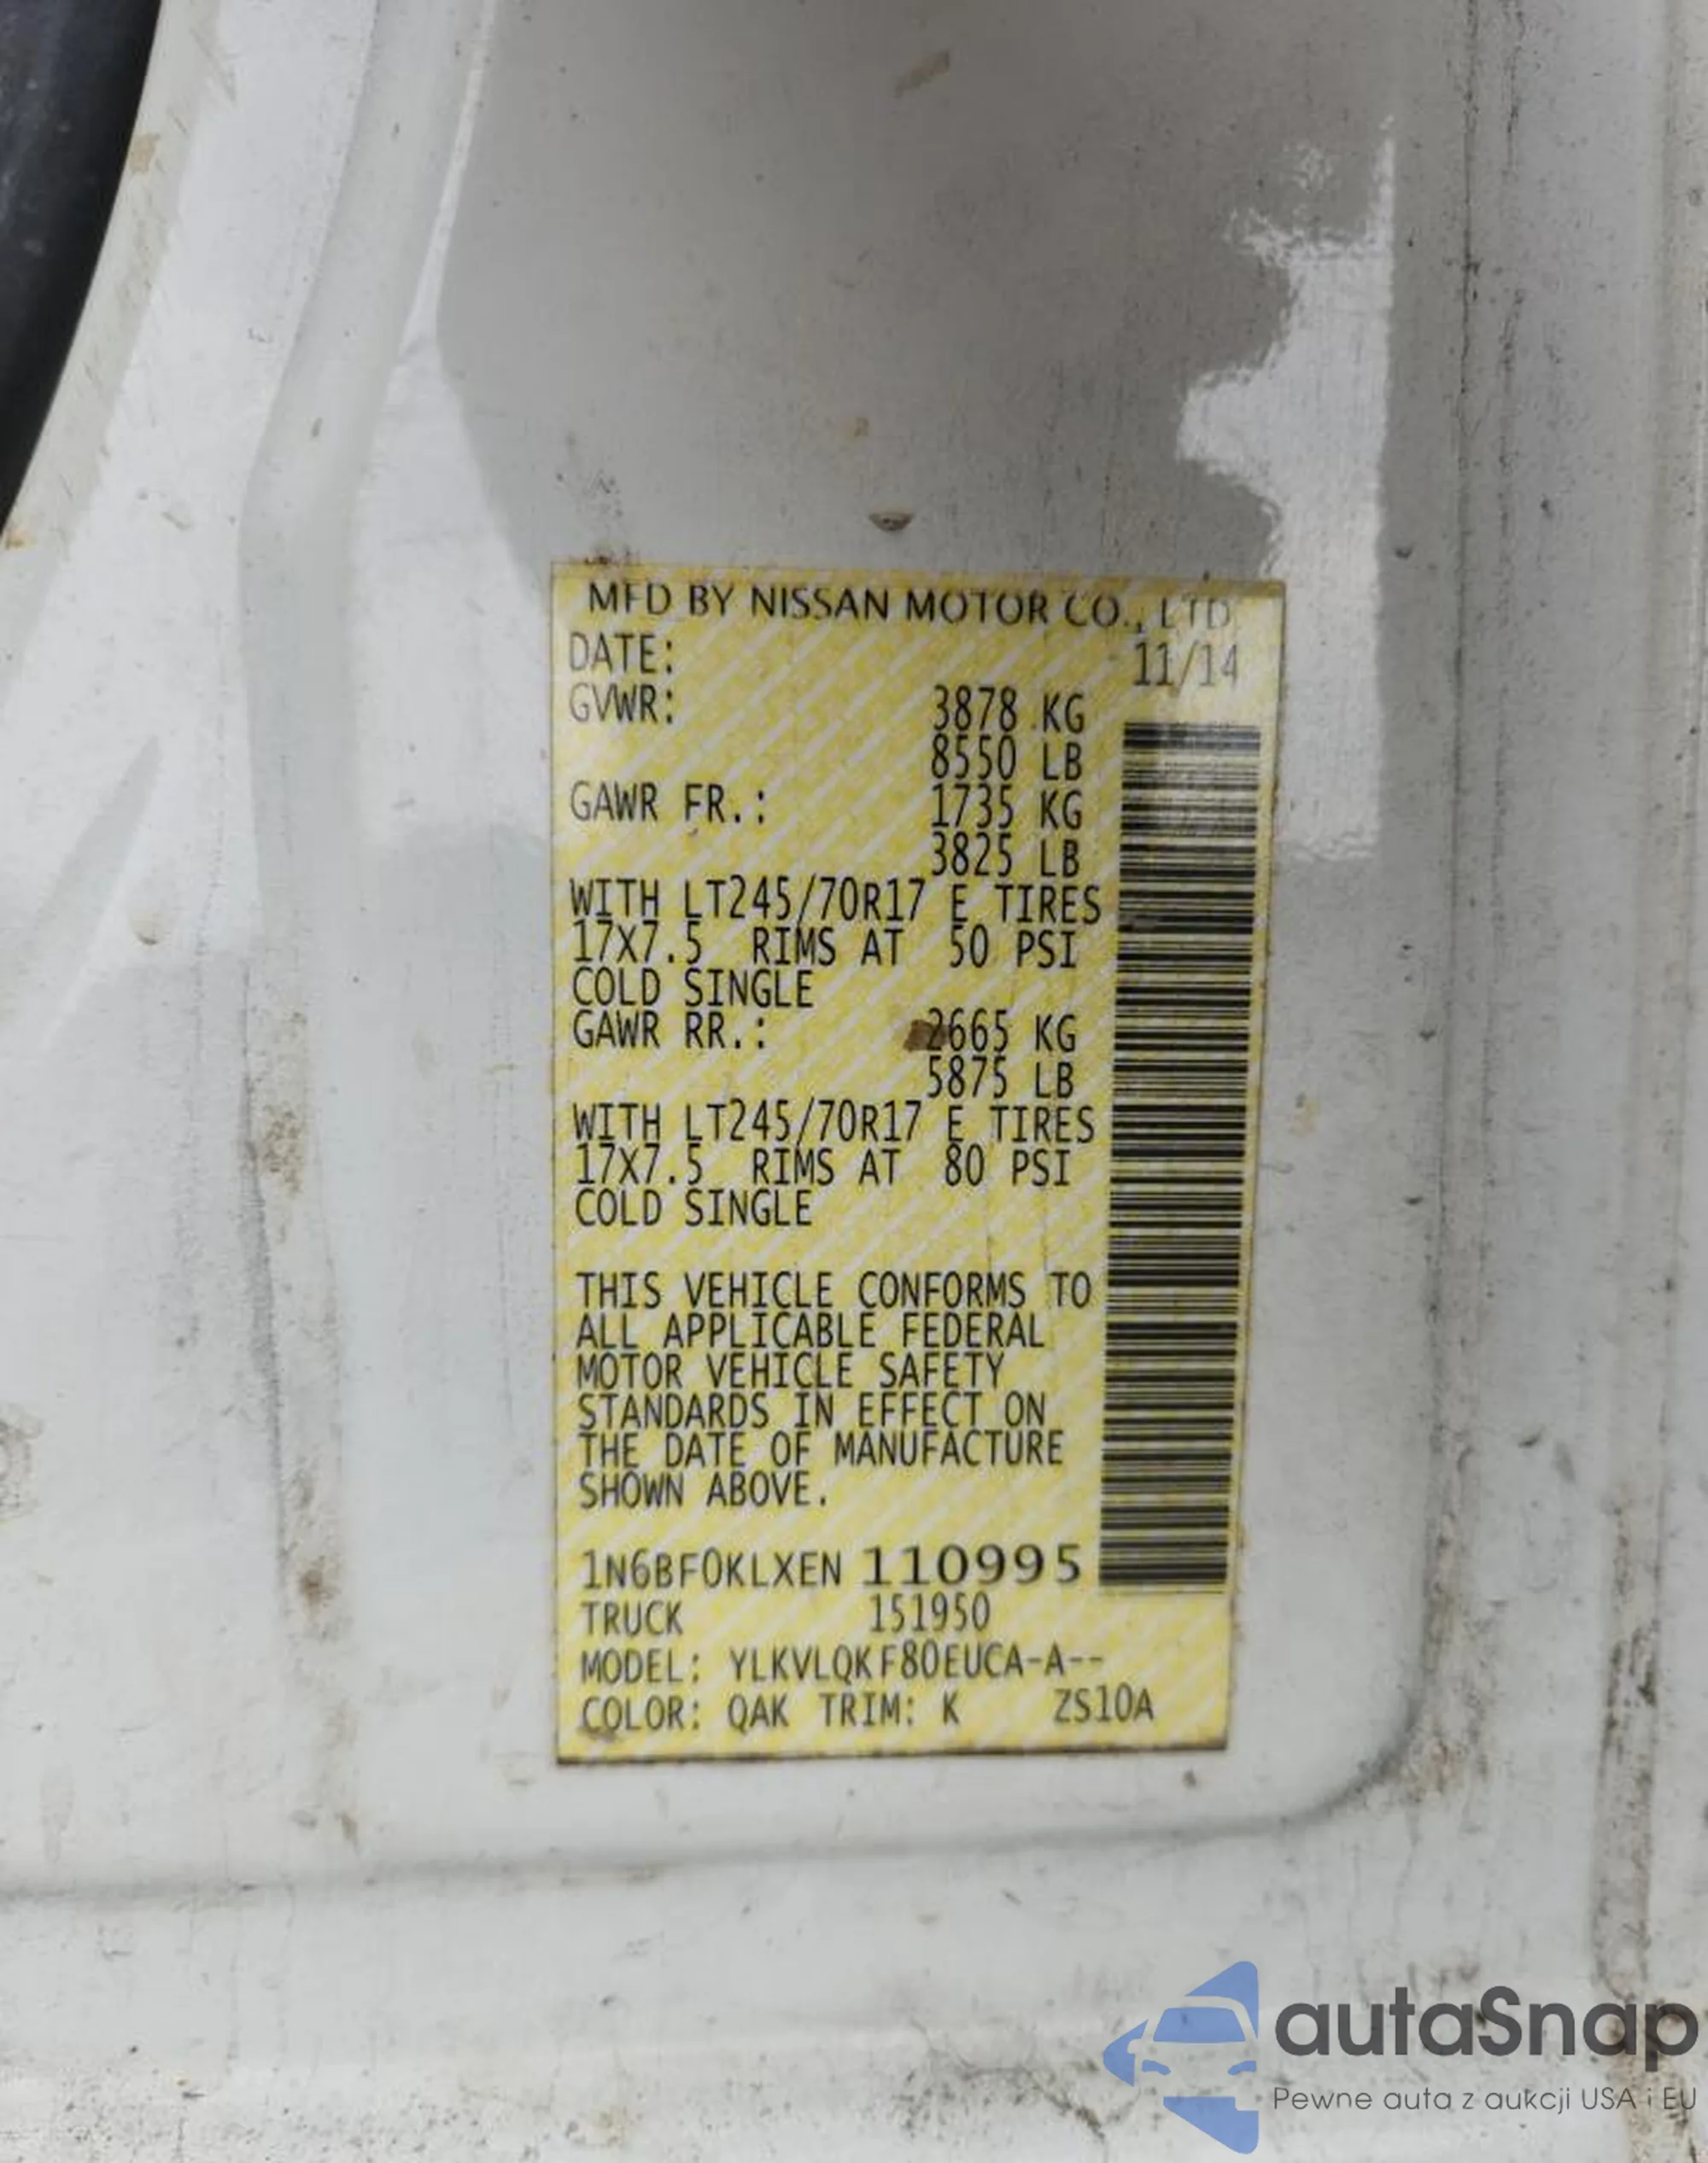 MFD BY NISSAN MOTOR CO., LTD
DATE: 11/14
GVWR: 3878 KG
8550 LB
GAWR FR.: 1735 KG
3825 LB
WITH LT245/70R17 E TIRES
17X7.5 RIMS AT 50 PSI
COLD SINGLE
GAWR RR.: 2665 KG
5875 LB
WITH LT245/70R17 E TIRES
17X7.5 RIMS AT 80 PSI
COLD SINGLE
THIS VEHICLE CONFORMS TO
ALL APPLICABLE FEDERAL
MOTOR VEHICLE SAFETY
STANDARDS IN EFFECT ON
THE DATE OF MANUFACTURE
SHOWN ABOVE.
1N6BF0KLXEN 110995
TRUCK 151950
MODEL: YLKVLQKF80EUCA-A--
COLOR: QAK TRIM: K ZS10A
autaSnap
Pewne auta z aukcji USA i EU